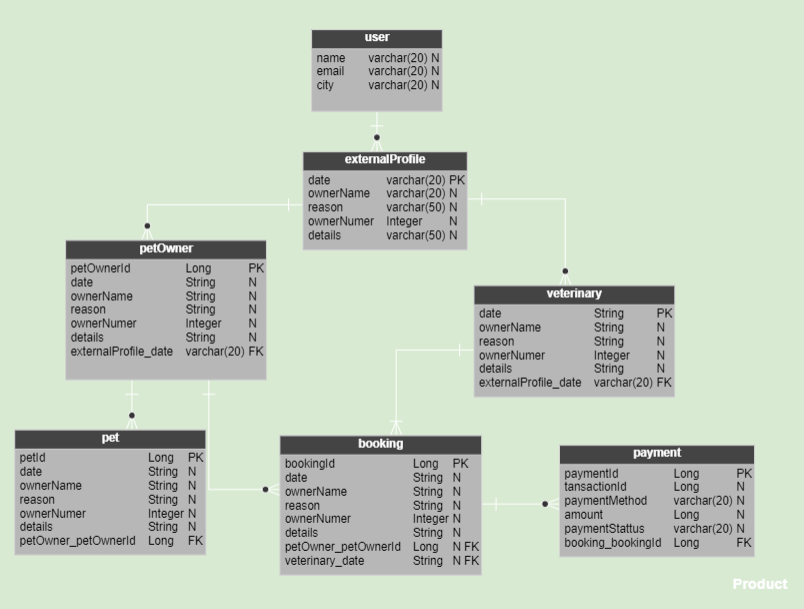 user
name varchar(20) N
email varchar(20) N
city varchar(20) N
externalProfile
date varchar(20) PK
ownerName varchar(20) N
reason varchar(50) N
ownerNumer Integer N
details varchar(50) N
petOwner
petOwnerId Long PK
date String N
ownerName String N
reason String N
ownerNumer Integer N
details String N
externalProfile_date varchar(20) FK
veterinary
date String PK
ownerName String N
reason String N
ownerNumer Integer N
details String N
externalProfile_date varchar(20) FK
pet
petId Long PK
date String N
ownerName String N
reason String N
ownerNumer Integer N
details String N
petOwner_petOwnerId Long FK
booking
bookingId Long PK
date String N
ownerName String N
reason String N
ownerNumer Integer N
details String N
petOwner_petOwnerId Long N FK
veterinary_date String N FK
payment
paymentId Long PK
tansactionId Long N
paymentMethod varchar(20) N
amount Long N
paymentStattus varchar(20) N
booking_bookingId Long FK
Product